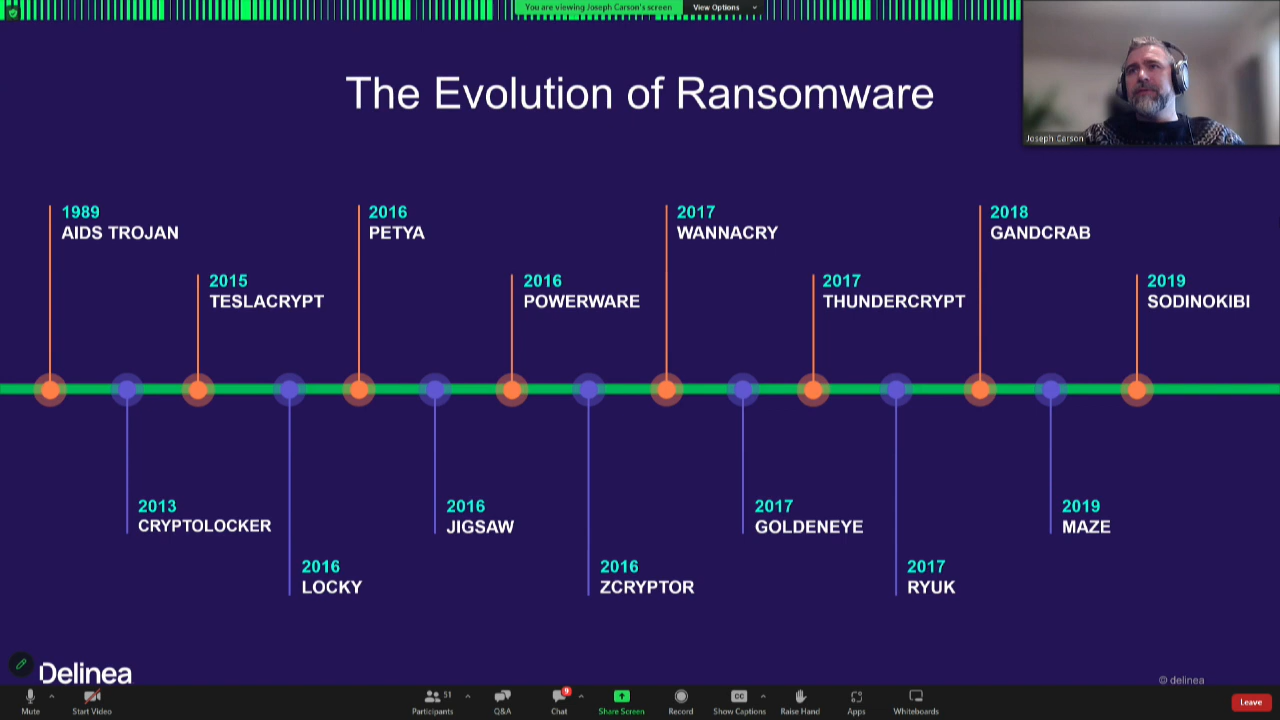 You are viewing Joseph Carson's screen
View Options
The Evolution of Ransomware
Joseph Carson
1989
AIDS TROJAN
2016
PETYA
2017
WANNACRY
2018
GANDCRAB
2015
TESLACRYPT
2016
POWERWARE
2017
THUNDERCRYPT
2019
SODINOKIBI
2013
CRYPTOLOCKER
2016
JIGSAW
2017
GOLDENEYE
2019
MAZE
2016
LOCKY
2016
ZCRYPTOR
2017
RYUK
Delinea
© delinea
Mute
Start Video
Participants
51
Q&A
Chat
9
Share Screen
Record
CC
Show Captions
Raise Hand
Apps
Whiteboards
Leave